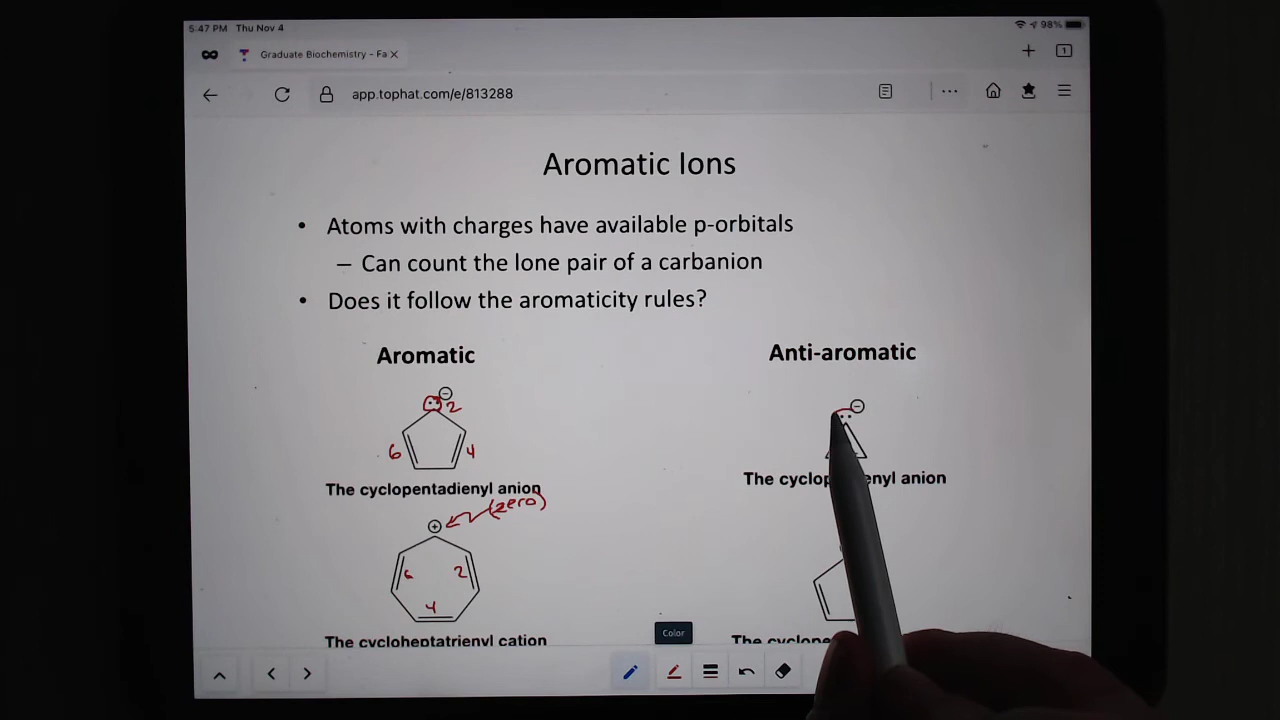 5:47 PM Thu Nov 4
98%
Graduate Biochemistry - Fa
1
app.tophat.com/e/813288
Aromatic Ions
• Atoms with charges have available p-orbitals
– Can count the lone pair of a carbanion
• Does it follow the aromaticity rules?
Aromatic
Anti-aromatic
2
6
4
The cyclopentadienyl anion
enyl anion
(zero)
6
2
4
Color
The cycloheptatrienyl cation
The